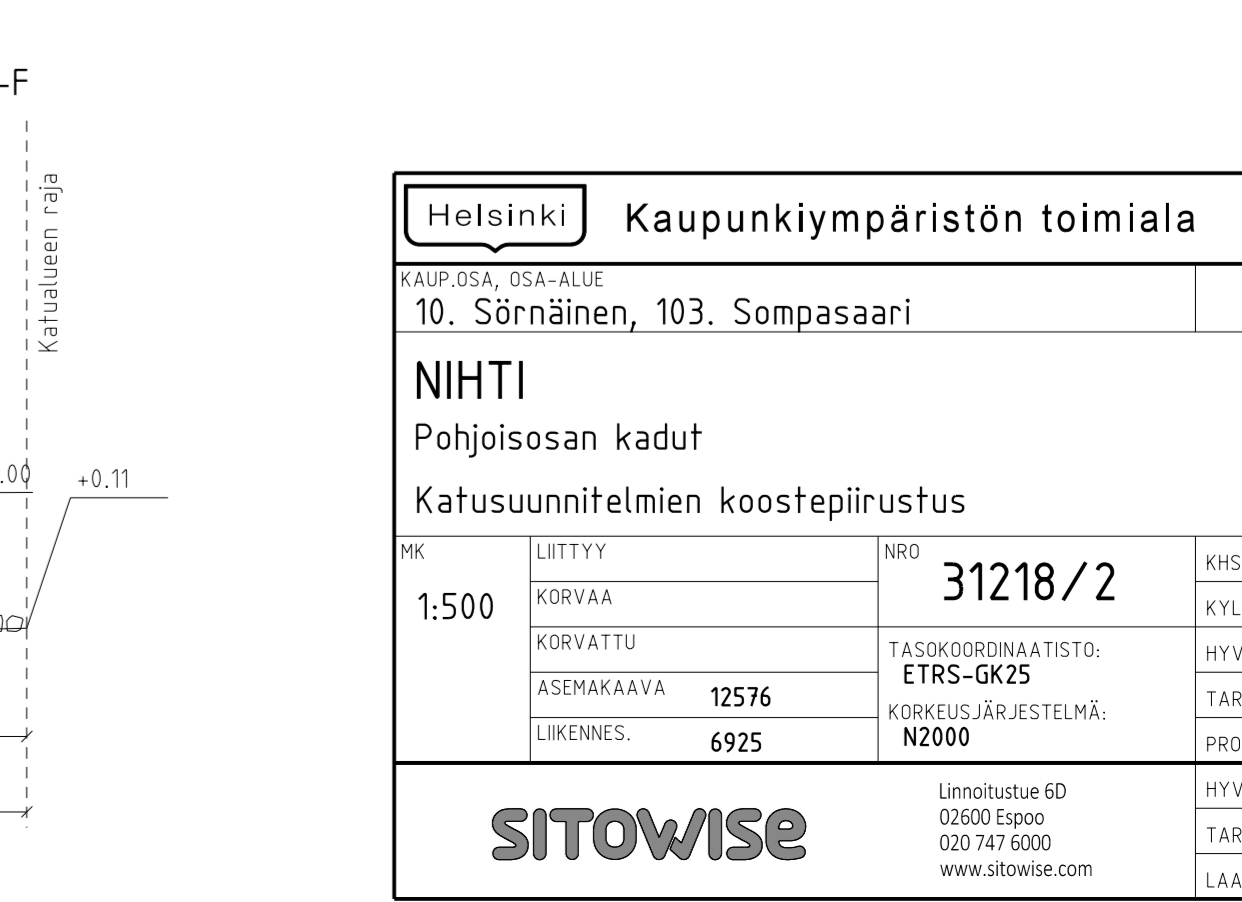 -F
Katualueen raja
.00
+0.11
Helsinki
Kaupunkiympäristön toimiala
KAUP.OSA, OSA-ALUE
10. Sörnäinen, 103. Sompasaari
NIHTI
Pohjoisosan kadut
Katusuunnitelmien koostepiirustus
MK
1:500
LIITTYY
KORVAA
KORVATTU
ASEMAKAAVA 12576
LIIKENNES. 6925
NRO
31218/2
TASOKOORDINAATISTO:
ETRS-GK25
KORKEUSJÄRJESTELMÄ:
N2000
KHS
KYL
HYV
TAR
PRO
SITOWISE
Linnoitustue 6D
02600 Espoo
020 747 6000
www.sitowise.com
HYV
TAR
LAA